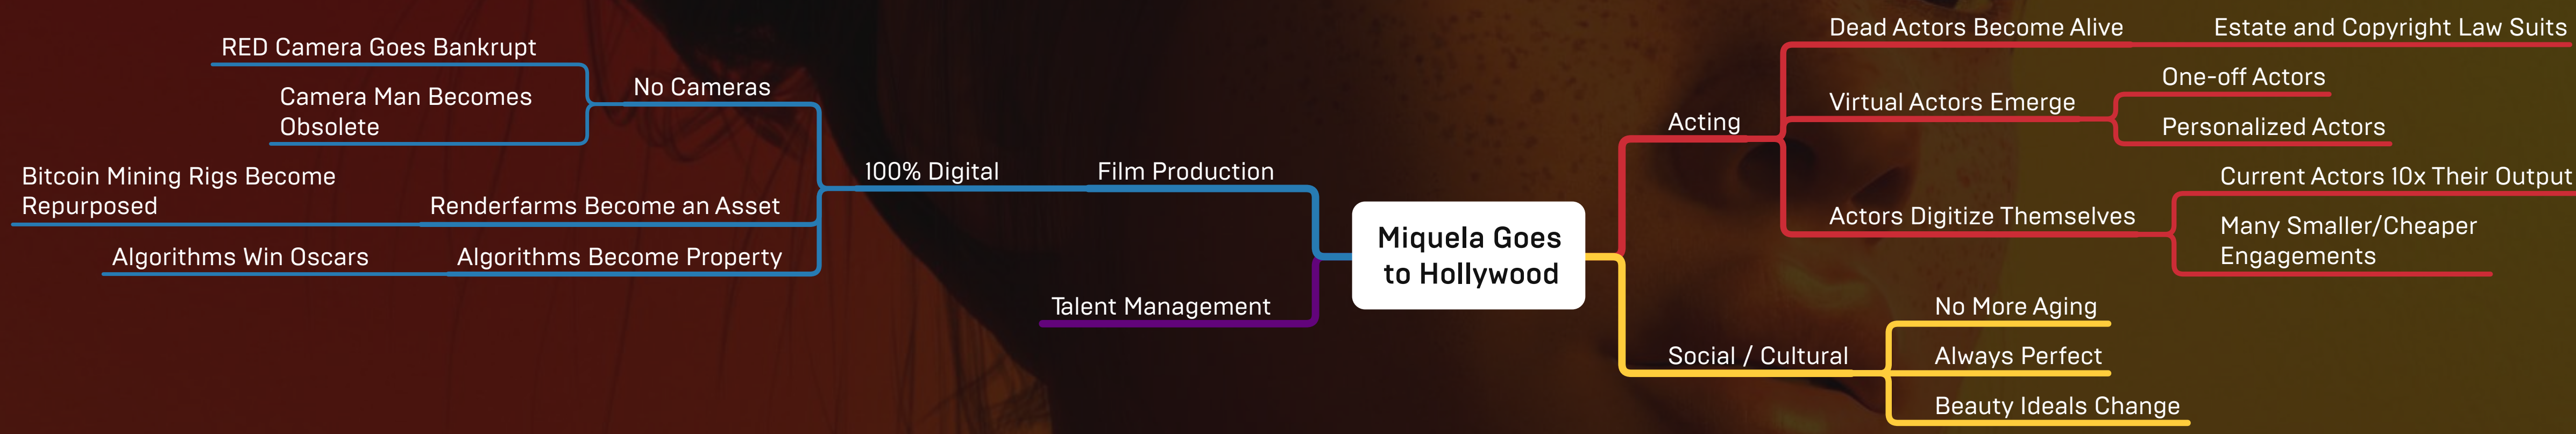 RED Camera Goes Bankrupt
Camera Man Becomes
Obsolete
No Cameras
Bitcoin Mining Rigs Become
Repurposed
Renderfarms Become an Asset
Algorithms Win Oscars
Algorithms Become Property
100% Digital
Film Production
Talent Management
Miquela Goes
to Hollywood
Acting
Dead Actors Become Alive
Estate and Copyright Law Suits
Virtual Actors Emerge
One-off Actors
Personalized Actors
Actors Digitize Themselves
Current Actors 10x Their Output
Many Smaller/Cheaper
Engagements
Social / Cultural
No More Aging
Always Perfect
Beauty Ideals Change